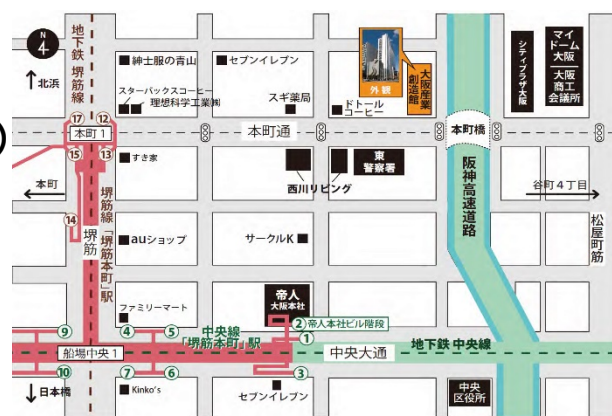 N
4
地下鉄 堺筋線
北浜
紳士服の青山
セブンイレブン
スターバックスコーヒー
理想科学工業㈱
スギ薬局
ドトール
コーヒー
外観
大阪産業
創造館
シティプラザ大阪
マイ
ドーム
大阪
大阪
商工
会議所
⑰
⑫
本町1
本町通
本町橋
⑮
⑬
すき家
西川リビング
東
警察署
本町
谷町4丁目
⑭
堺筋
堺筋線「堺筋本町」駅
auショップ
サークルK
阪神高速道路
松屋町筋
ファミリーマート
帝人
大阪本社
②帝人本社ビル階段
①
⑨
④
⑤
中央線
「堺筋本町」駅
船場中央1
中央大通
地下鉄 中央線
⑩
⑦
⑥
③
日本橋
Kinko's
セブンイレブン
中央
区役所